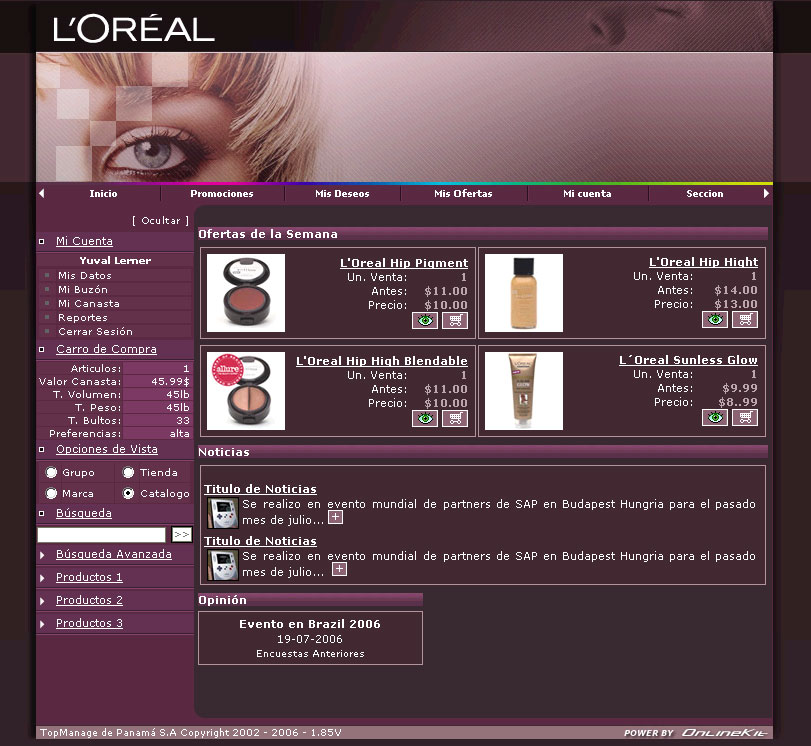 L'ORÉAL
Inicio Promociones Mis Deseos Mis Ofertas Mi cuenta Seccion
[ Ocultar ]
Mi Cuenta
Yuval Lerner
Mis Datos
Mi Buzón
Mi Canasta
Reportes
Cerrar Sesión
Carro de Compra
Articulos: 1
Valor Canasta: 45.99$
T. Volumen: 45lb
T. Peso: 45lb
T. Bultos: 33
Preferencias: alta
Opciones de Vista
Grupo Tienda
Marca Catalogo
Búsqueda
>>
Búsqueda Avanzada
Productos 1
Productos 2
Productos 3
Ofertas de la Semana
L'Oreal Hip Pigment
Un. Venta: 1
Antes: $11.00
Precio: $10.00
L'Oreal Hip Hight
Un. Venta: 1
Antes: $14.00
Precio: $13.00
allure
L'Oreal Hip High Blendable
Un. Venta: 1
Antes: $11.00
Precio: $10.00
GLOW
L´Oreal Sunless Glow
Un. Venta: 1
Antes: $9.99
Precio: $8..99
Noticias
Titulo de Noticias
Se realizo en evento mundial de partners de SAP en Budapest Hungria para el pasado
mes de julio... +
Titulo de Noticias
Se realizo en evento mundial de partners de SAP en Budapest Hungria para el pasado
mes de julio... +
Opinión
Evento en Brazil 2006
19-07-2006
Encuestas Anteriores
TopManage de Panamá S.A Copyright 2002 - 2006 - 1.85V
POWER BY OnLineKit